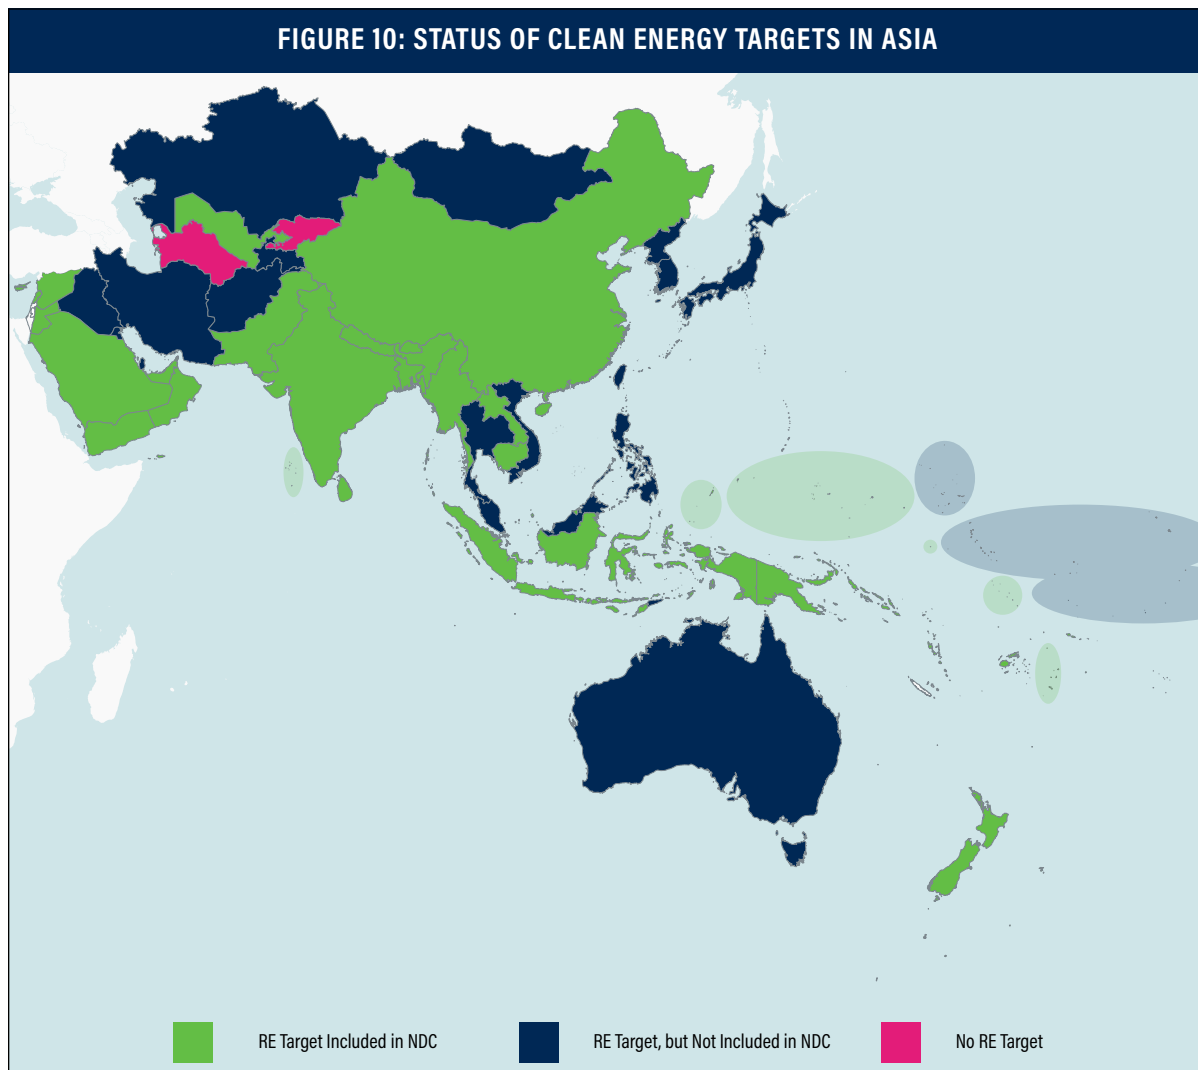 FIGURE 10: STATUS OF CLEAN ENERGY TARGETS IN ASIA
RE Target Included in NDC
RE Target, but Not Included in NDC
No RE Target